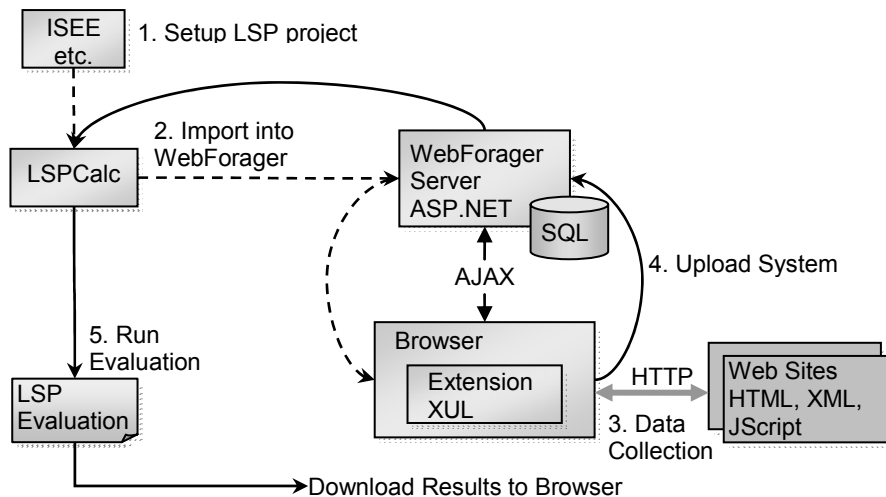 ISEE
etc.
1. Setup LSP project
2. Import into
WebForager
LSPCalc
WebForager
Server
ASP.NET
SQL
AJAX
4. Upload System
5. Run
Evaluation
Browser
Extension
XUL
HTTP
Web Sites
HTML, XML,
JScript
3. Data
Collection
LSP
Evaluation
Download Results to Browser